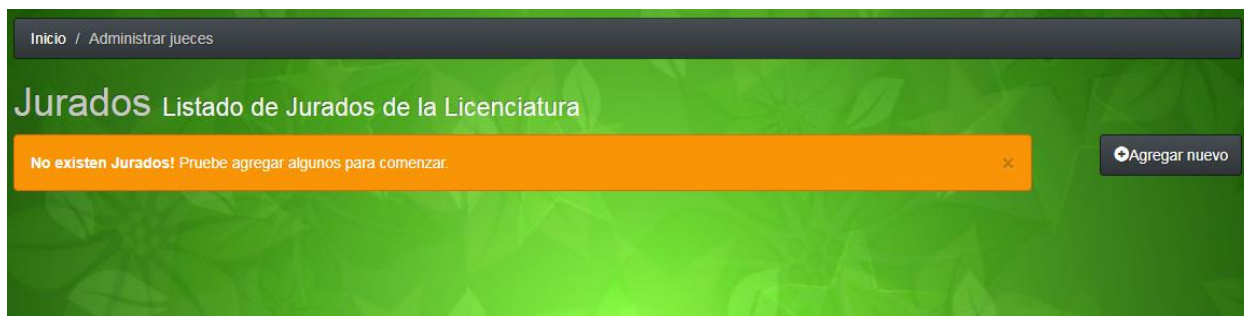 Inicio / Administrar jueces
Jurados Listado de Jurados de la Licenciatura
No existen Jurados! Pruebe agregar algunos para comenzar. ×
Agregar nuevo